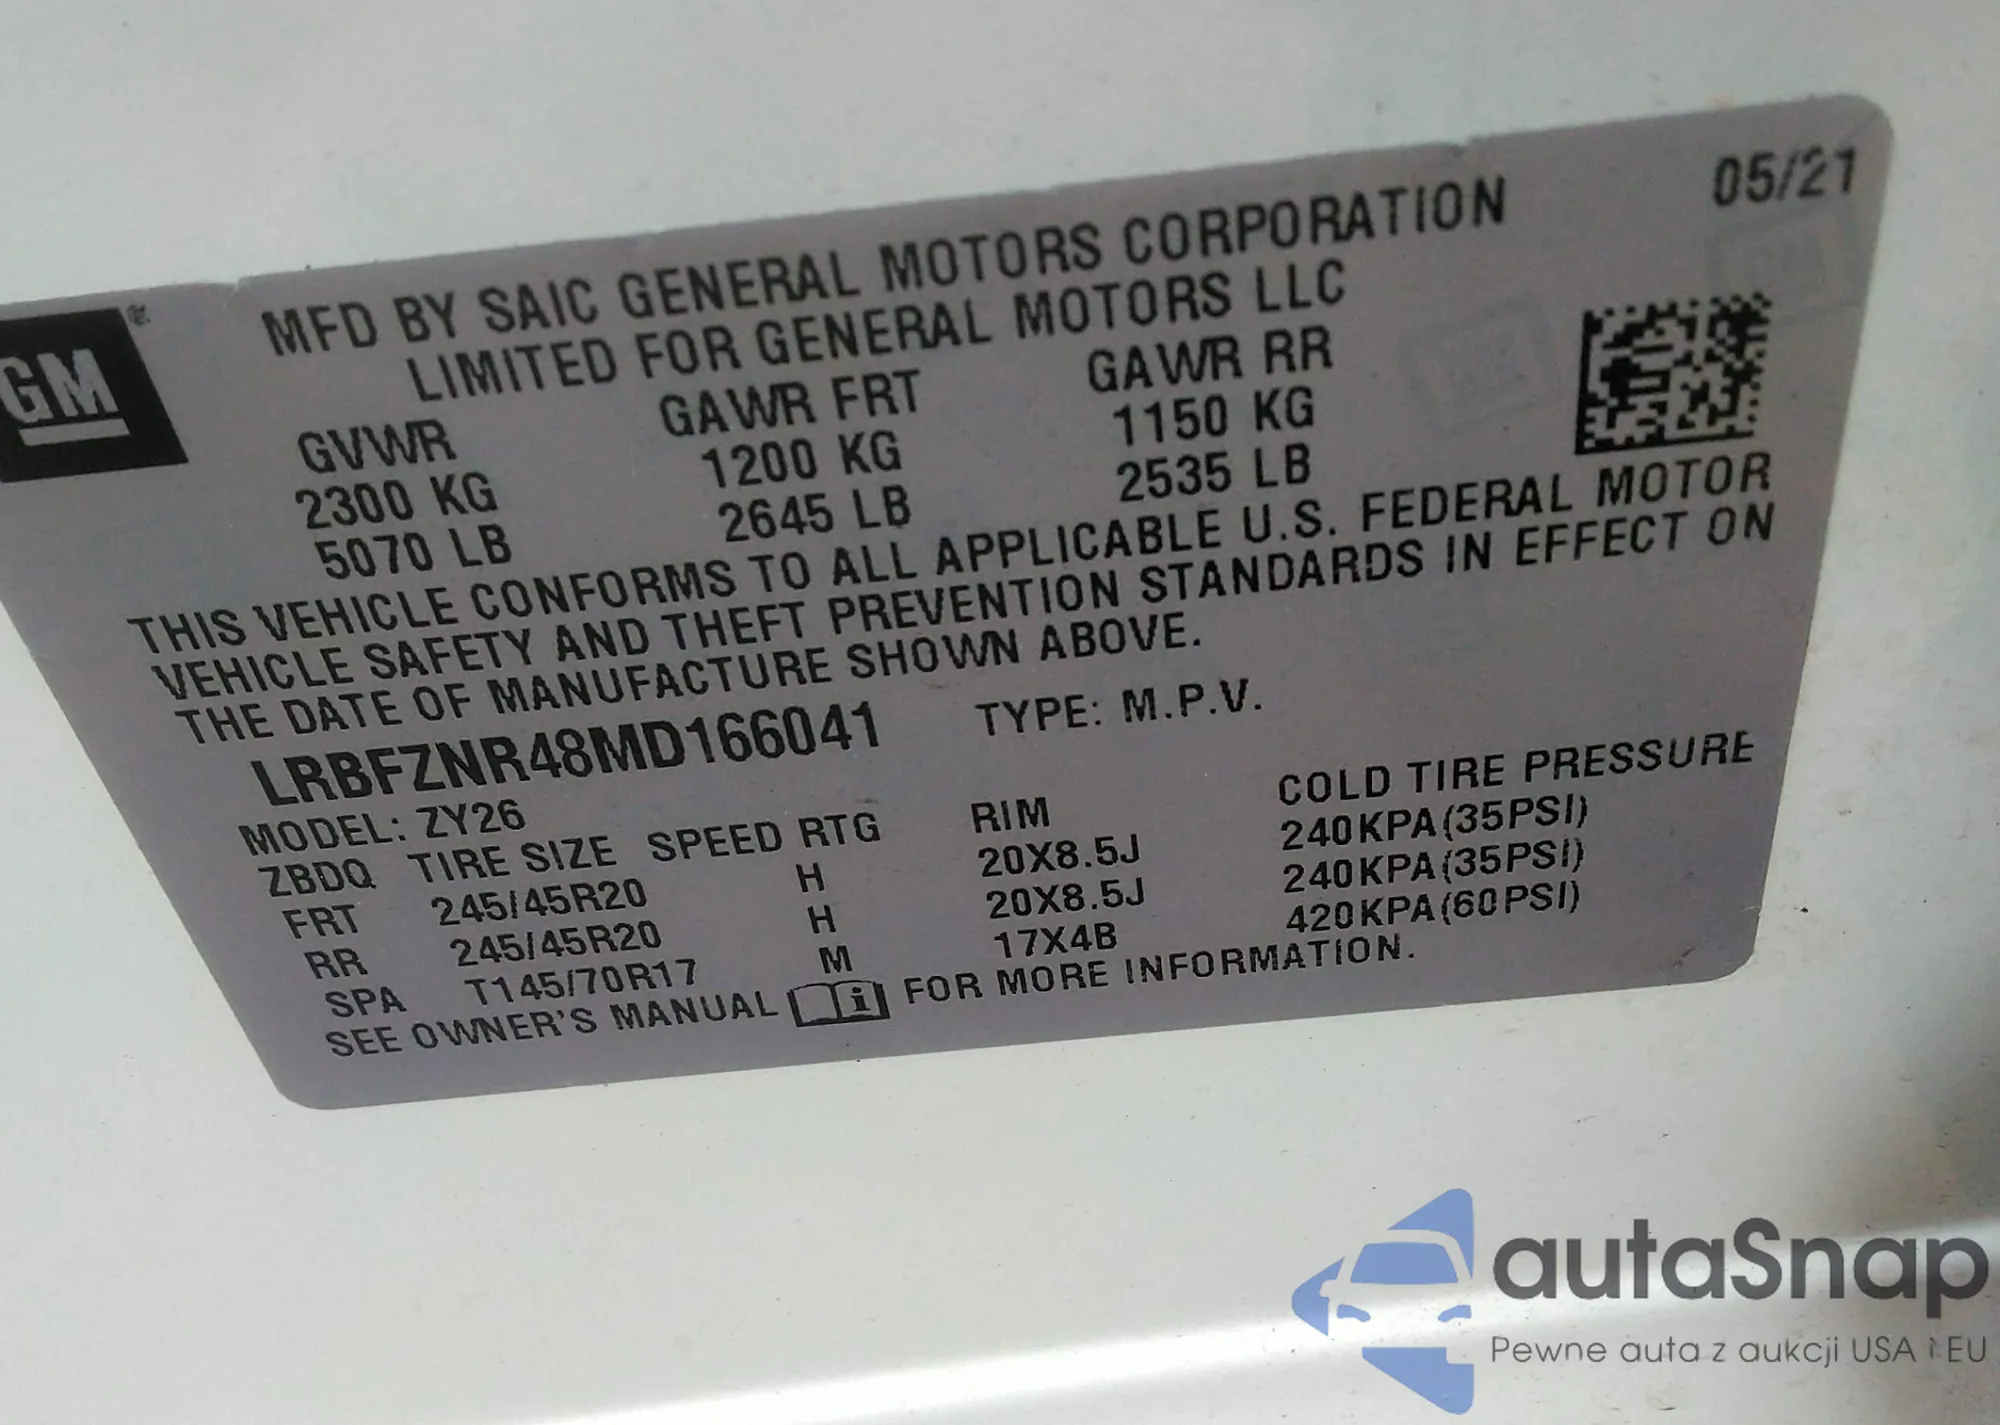 05/21
GM
MFD BY SAIC GENERAL MOTORS CORPORATION
LIMITED FOR GENERAL MOTORS LLC
GVWR GAWR FRT GAWR RR
2300 KG 1200 KG 1150 KG
5070 LB 2645 LB 2535 LB
THIS VEHICLE CONFORMS TO ALL APPLICABLE U.S. FEDERAL MOTOR
VEHICLE SAFETY AND THEFT PREVENTION STANDARDS IN EFFECT ON
THE DATE OF MANUFACTURE SHOWN ABOVE.
LRBFZNR48MD166041 TYPE: M.P.V.
MODEL: ZY26
ZBDQ TIRE SIZE SPEED RTG RIM COLD TIRE PRESSURE
FRT 245/45R20 H 20X8.5J 240KPA(35PSI)
RR 245/45R20 H 20X8.5J 240KPA(35PSI)
SPA T145/70R17 M 17X4B 420KPA(60PSI)
SEE OWNER'S MANUAL i FOR MORE INFORMATION.
autaSnap
Pewne auta z aukcji USA i EU